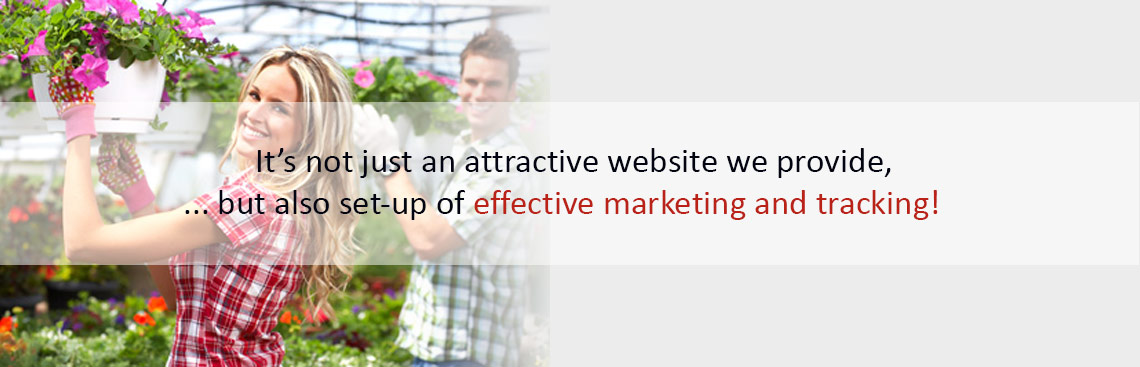 It’s not just an attractive website we provide,
... but also set-up of effective marketing and tracking!